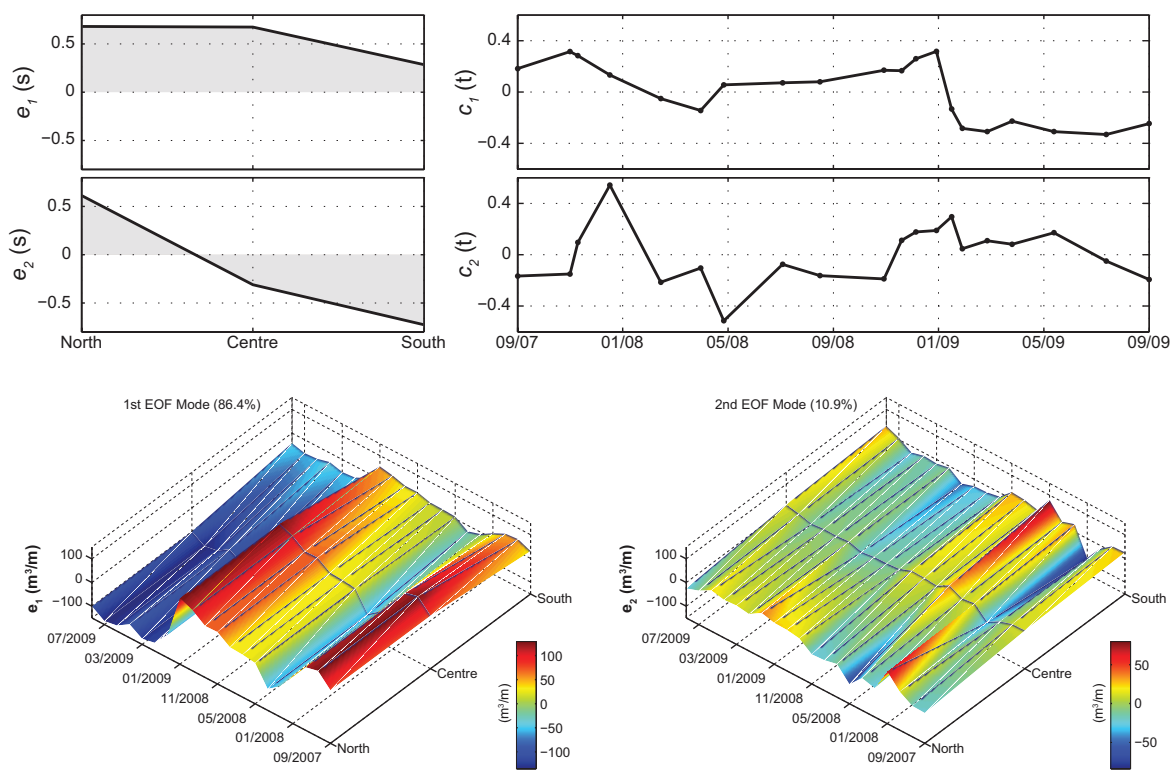 0.5
0
−0.5
e1 (s)
0.4
0
−0.4
c1 (t)
0.5
0
−0.5
e2 (s)
North Centre South
0.4
0
−0.4
c2 (t)
09/07 01/08 05/08 09/08 01/09 05/09 09/09
1st EOF Mode (86.4%)
100
0
−100
e1 (m³/m)
07/2009
03/2009
01/2009
11/2008
05/2008
01/2008
09/2007
South
Centre
North
100
50
0
−50
−100
(m³/m)
2nd EOF Mode (10.9%)
100
0
−100
e2 (m³/m)
07/2009
03/2009
01/2009
11/2008
05/2008
01/2008
09/2007
South
Centre
North
50
0
−50
(m³/m)